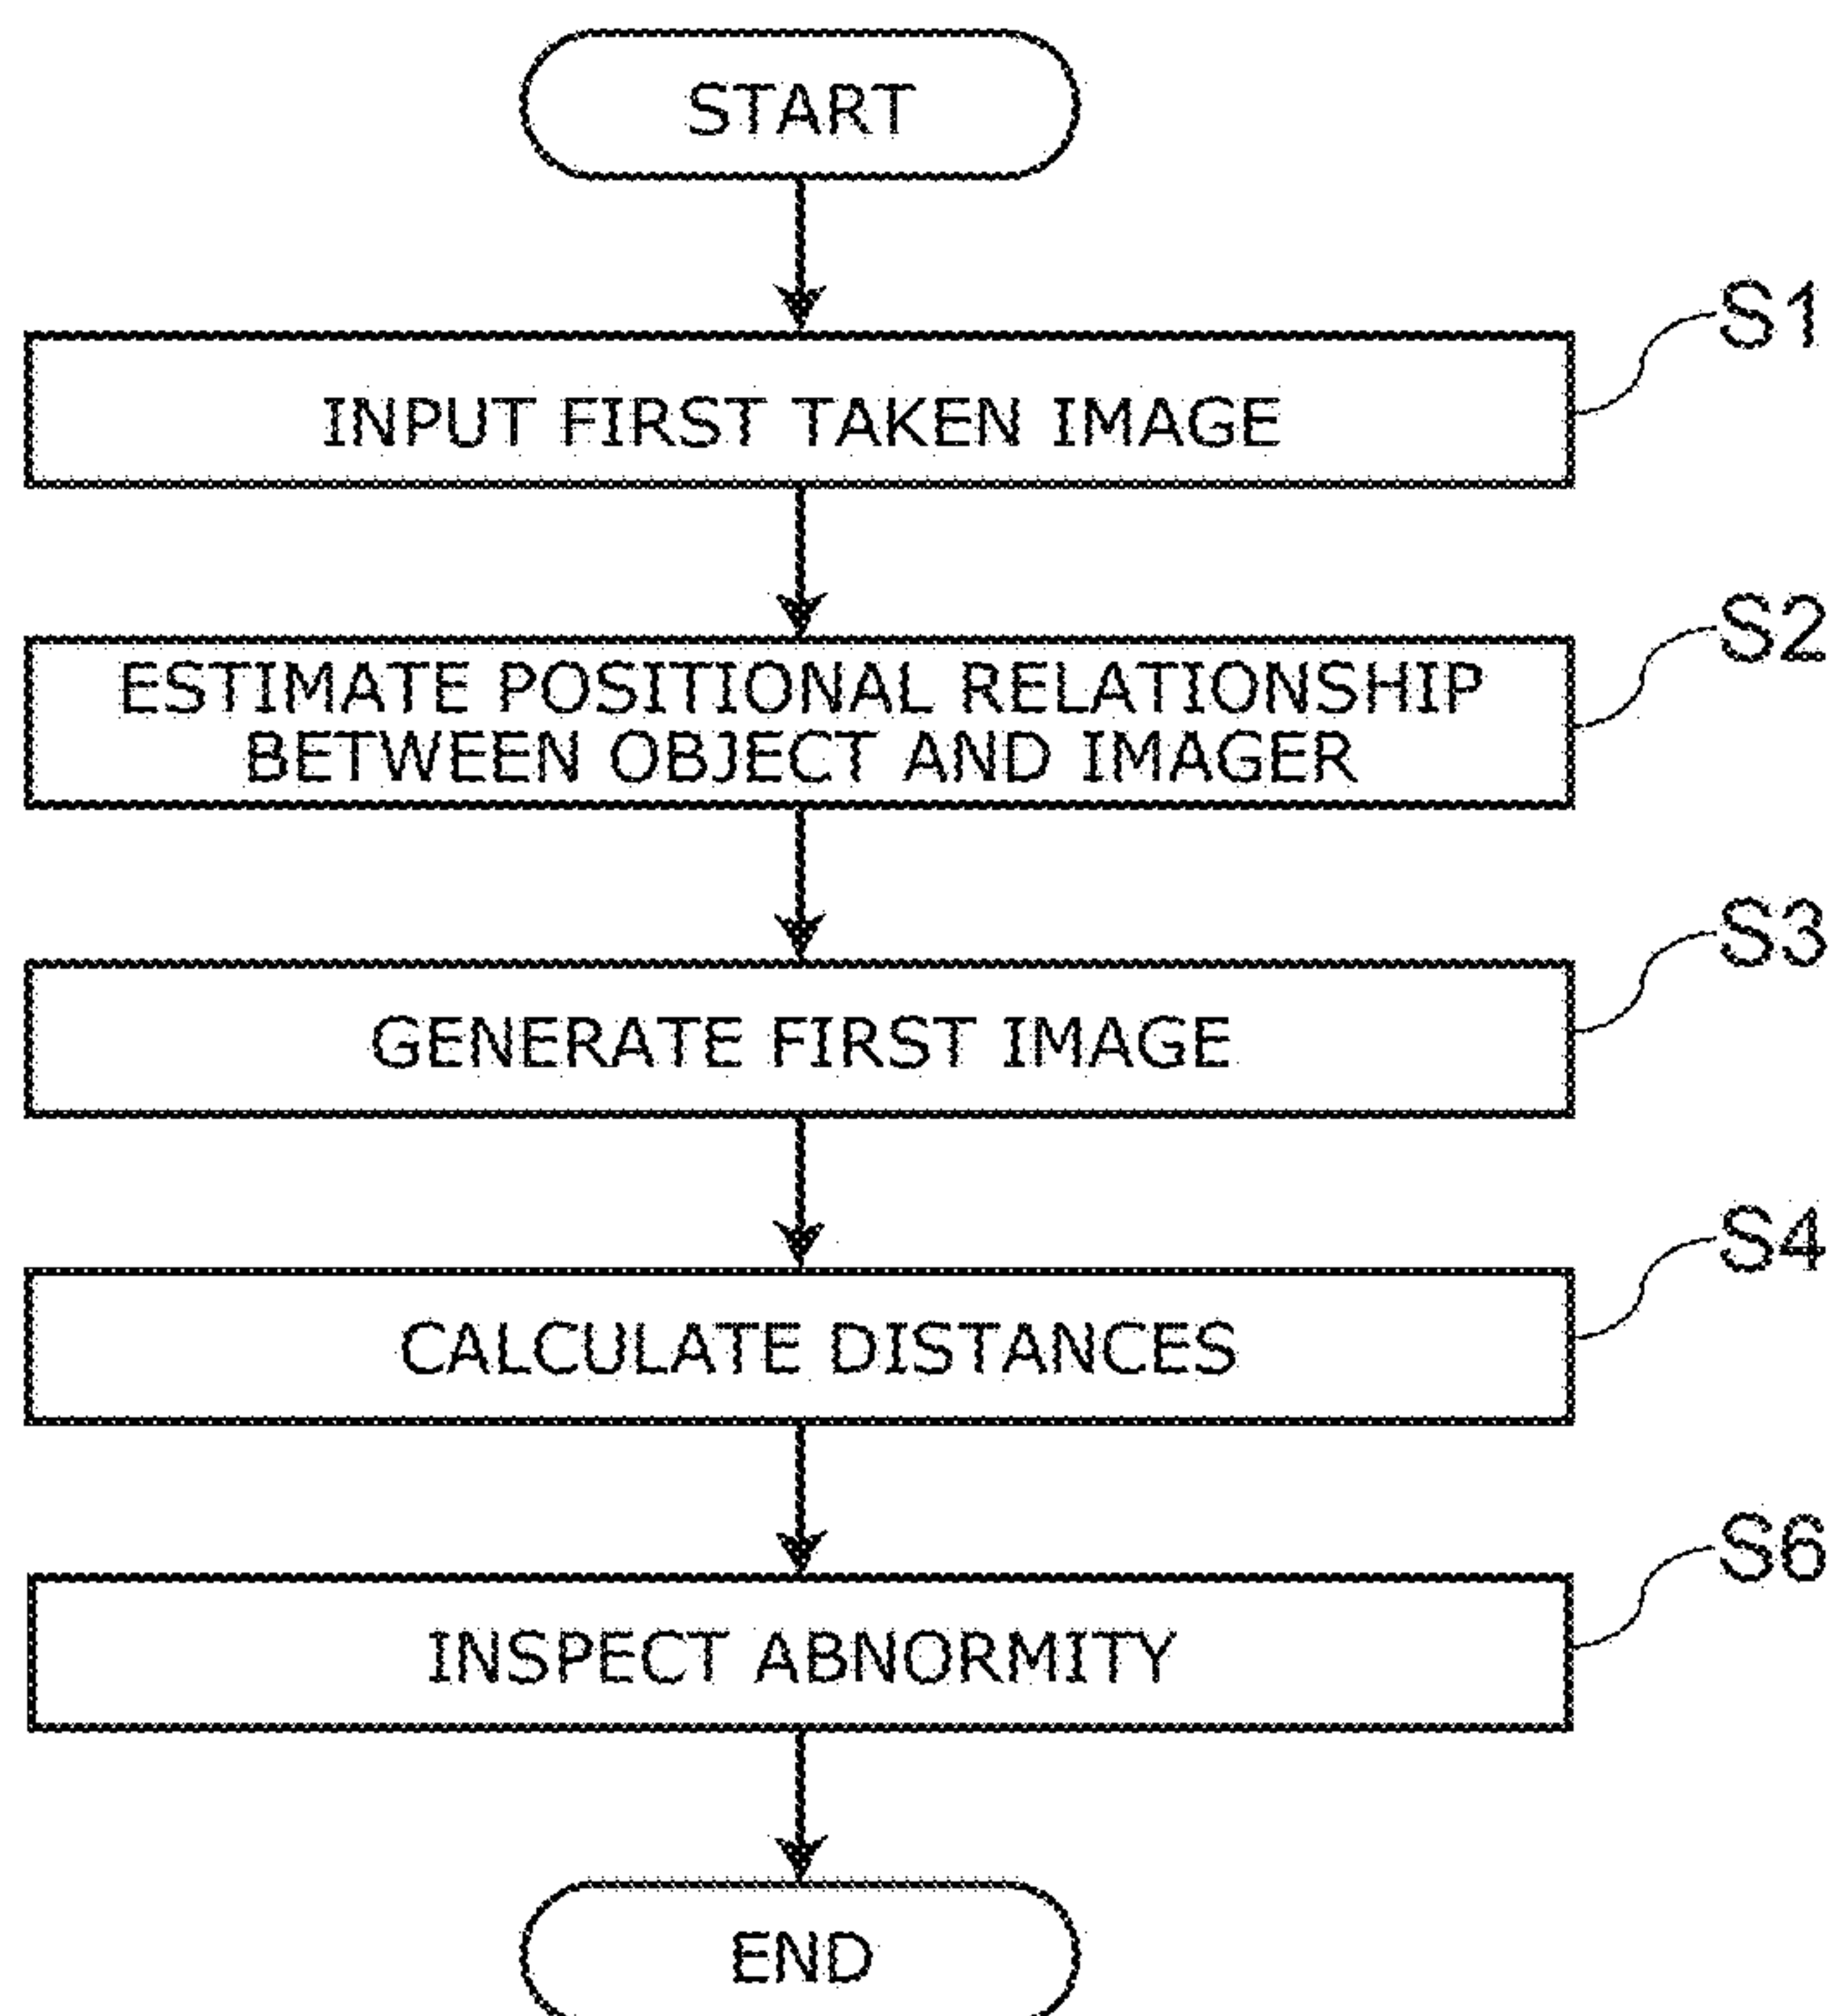 START
S1
INPUT FIRST TAKEN IMAGE
S2
ESTIMATE POSITIONAL RELATIONSHIP
BETWEEN OBJECT AND IMAGER
S3
GENERATE FIRST IMAGE
S4
CALCULATE DISTANCES
S6
INSPECT ABNORMITY
END